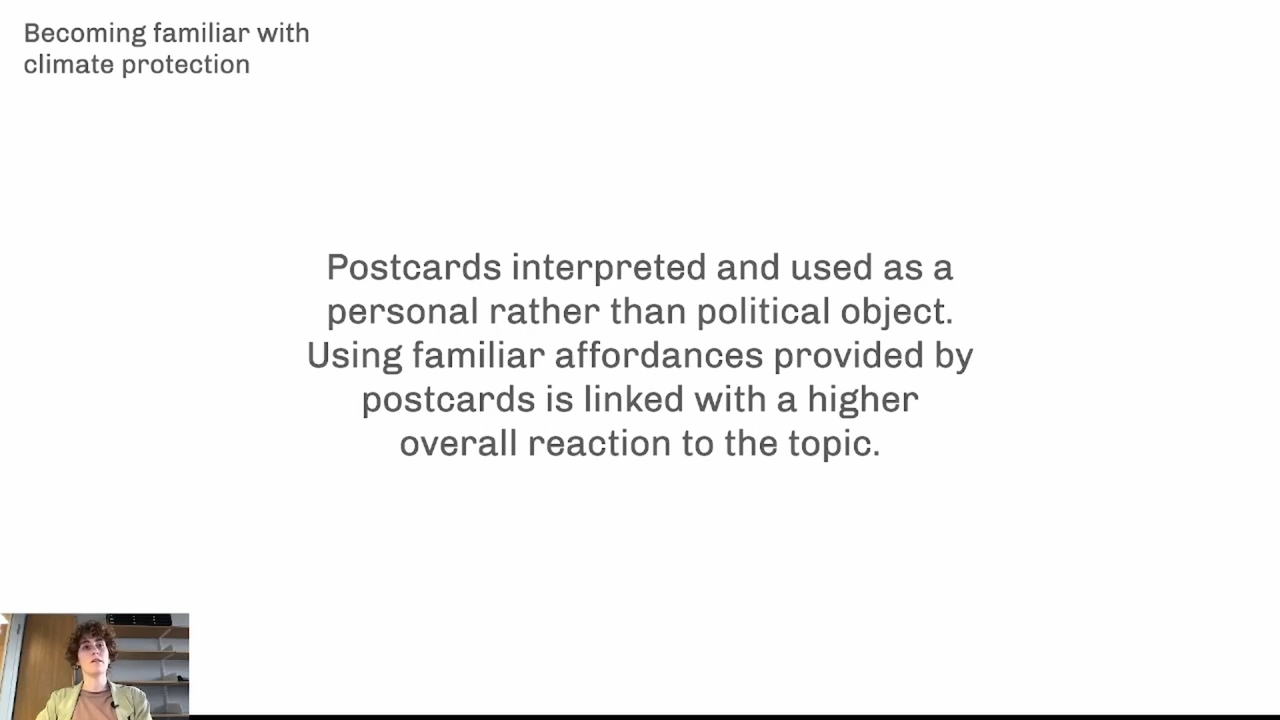 Becoming familiar with
climate protection
Postcards interpreted and used as a
personal rather than political object.
Using familiar affordances provided by
postcards is linked with a higher
overall reaction to the topic.